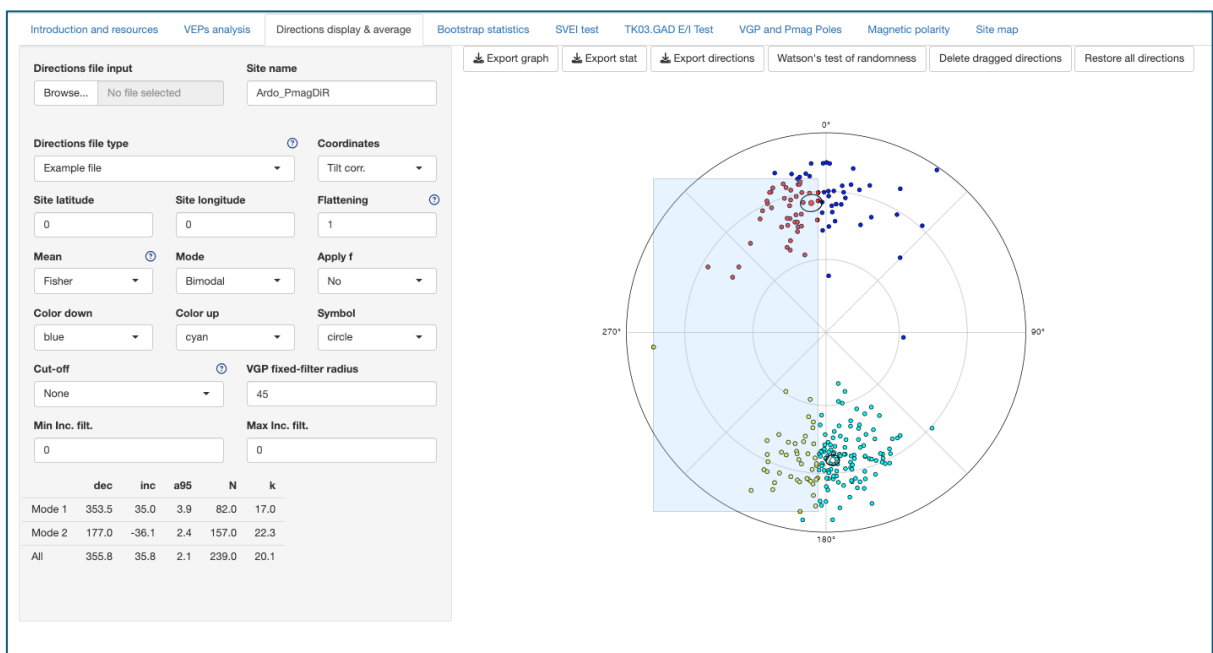 Introduction and resources VEPs analysis Directions display & average Bootstrap statistics SVEI test TK03.GAD E/I Test VGP and Pmag Poles Magnetic polarity Site map
Export graph Export stat Export directions Watson's test of randomness Delete dragged directions Restore all directions
Directions file input Site name
Browse... No file selected Ardo_PmagDiR
Directions file type ? Coordinates
Example file Tilt corr.
Site latitude Site longitude Flattening ?
0 0 1
Mean ? Mode Apply f
Fisher Bimodal No
Color down Color up Symbol
blue cyan circle
Cut-off ? VGP fixed-filter radius
None 45
Min Inc. filt. Max Inc. filt.
0 0
dec inc a95 N k
Mode 1 353.5 35.0 3.9 82.0 17.0
Mode 2 177.0 -36.1 2.4 157.0 22.3
All 355.8 35.8 2.1 239.0 20.1
0°
270° 90°
180°